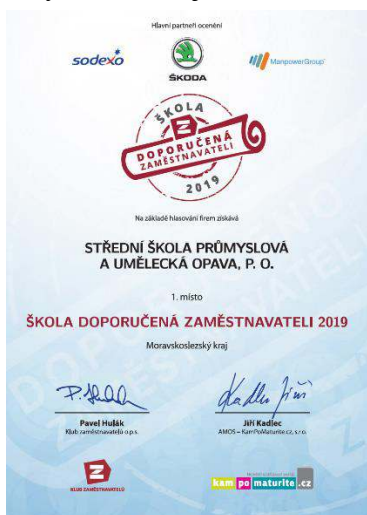 Hlavní partneři ocenění
sodexo
ŠKODA
ManpowerGroup
ŠKOLA
DOPORUČENÁ
ZAMĚSTNAVATELI
2019
Na základě hlasování firem získává
STŘEDNÍ ŠKOLA PRŮMYSLOVÁ
A UMĚLECKÁ OPAVA, P. O.
1. místo
ŠKOLA DOPORUČENÁ ZAMĚSTNAVATELI 2019
Moravskoslezský kraj
Pavel Hulák
Klub zaměstnavatelů o.p.s.
Jiří Kadlec
AMOS – KamPoMaturite.cz, s.r.o.
KLUB ZAMĚSTNAVATELŮ
kam po maturite .cz